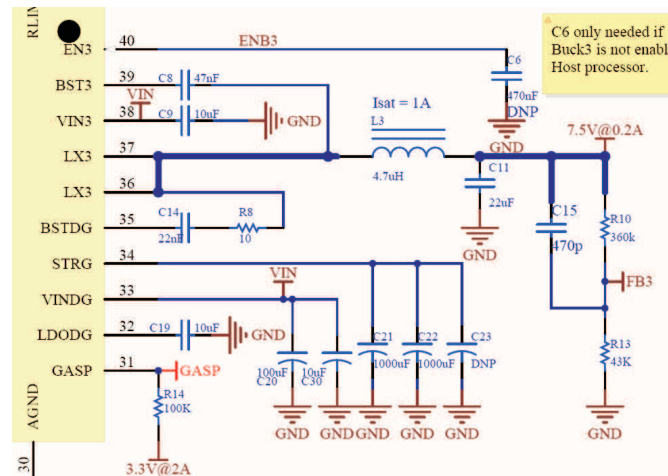 RLIM
C6 only needed if
Buck3 is not enabl
Host processor.
EN3
40
ENB3
C6
470nF
DNP
GND
BST3
39
C8
47nF
VIN
VIN3
38
C9
10uF
GND
Isat = 1A
L3
4.7uH
7.5V@0.2A
LX3
37
LX3
36
C11
22uF
GND
C15
470p
R10
360k
BSTDG
35
C14
22nF
R8
10
FB3
STRG
34
VIN
VINDG
33
LDODG
32
C19
10uF
GND
C21
1000uF
C22
1000uF
C23
DNP
R13
43K
100uF
C20
10uF
C30
GASP
31
GASP
R14
100K
GND
GND
GND
GND
GND
GND
3.3V@2A
AGND
30